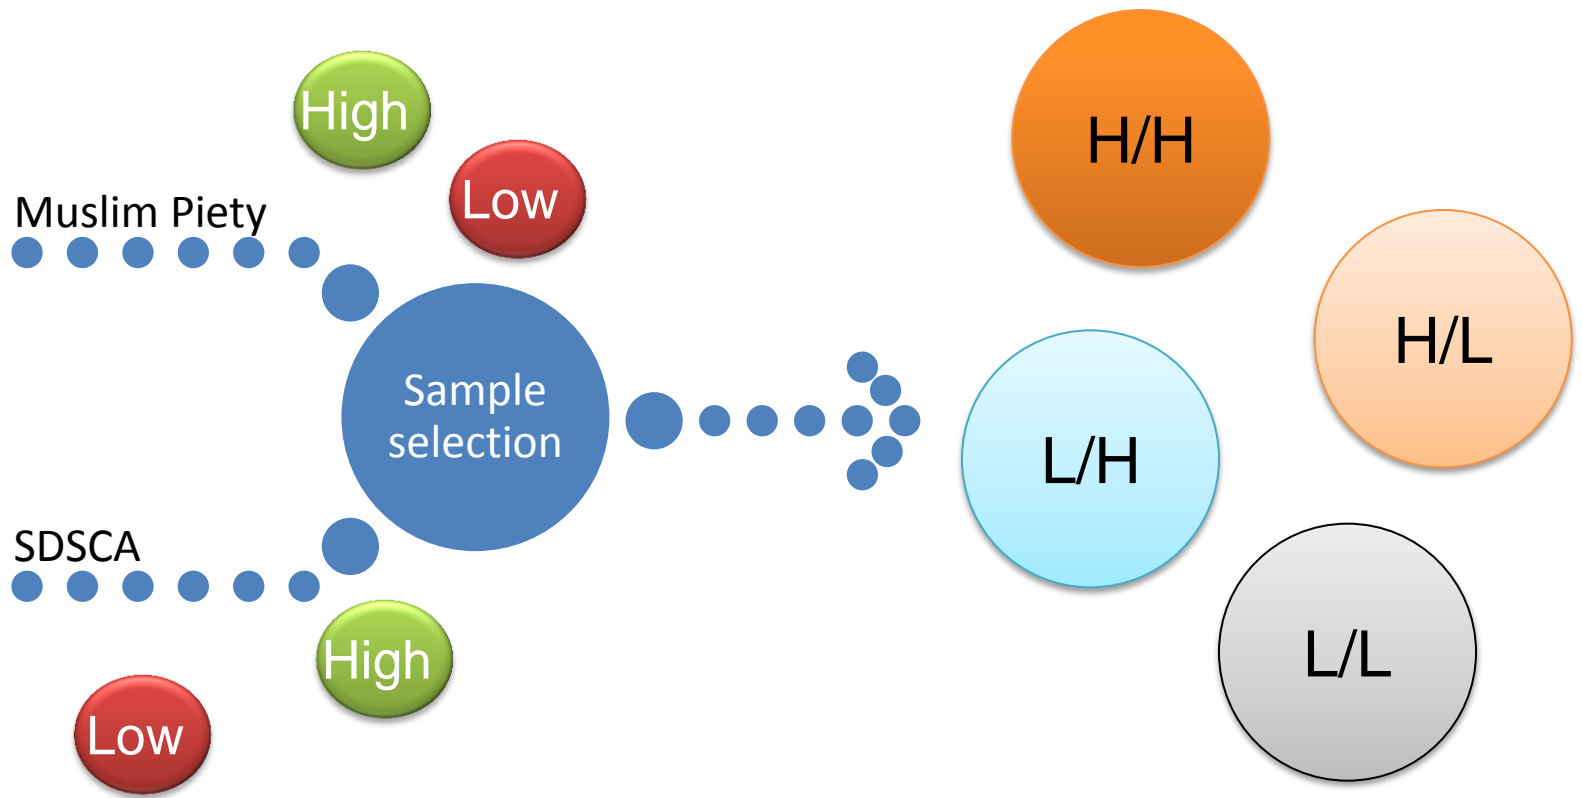 High
Low
Muslim Piety
Sample
selection
SDSCA
High
Low
H/H
H/L
L/H
L/L